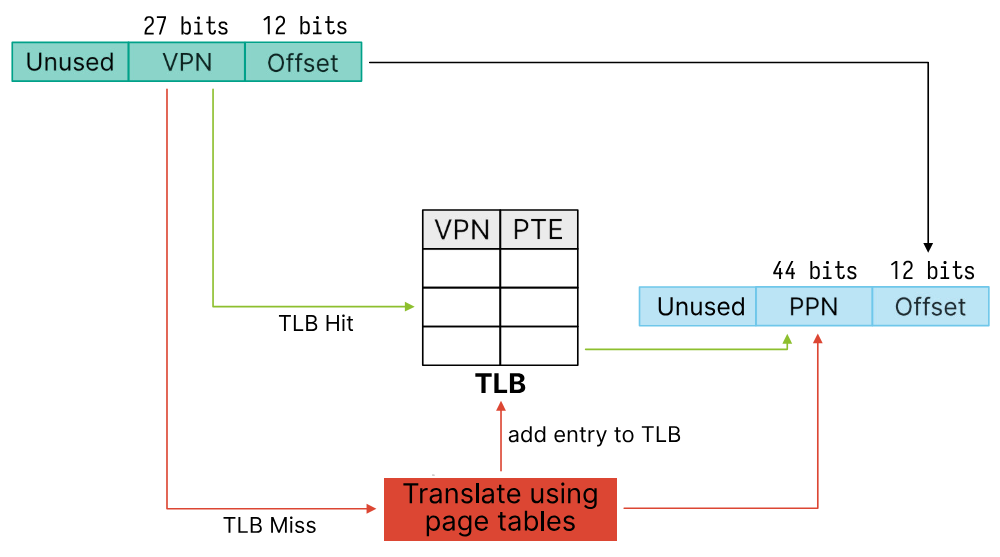 27 bits 12 bits
Unused VPN Offset
VPN PTE
44 bits 12 bits
Unused PPN Offset
TLB Hit
TLB
add entry to TLB
Translate using
page tables
TLB Miss